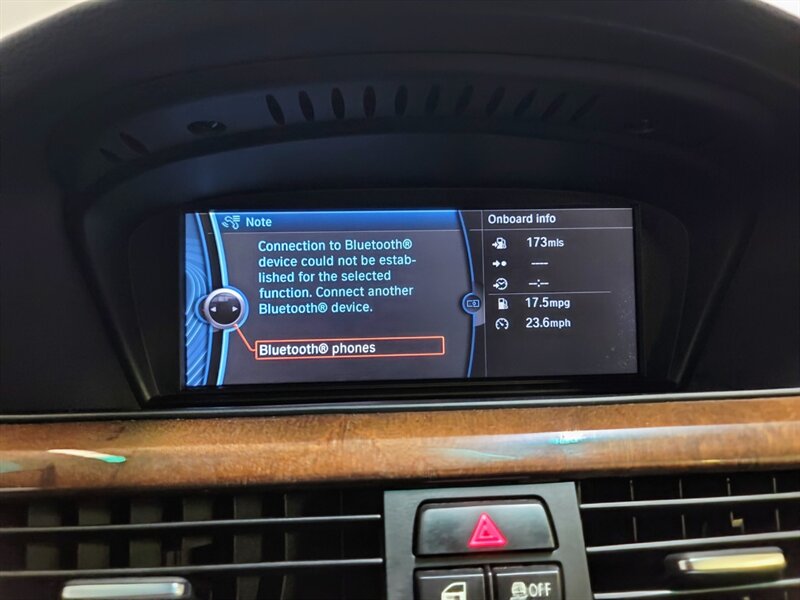 Note
Connection to Bluetooth®
device could not be estab-
lished for the selected
function. Connect another
Bluetooth® device.
Bluetooth® phones
Onboard info
173mls
----
--:--
17.5mpg
23.6mph
OFF